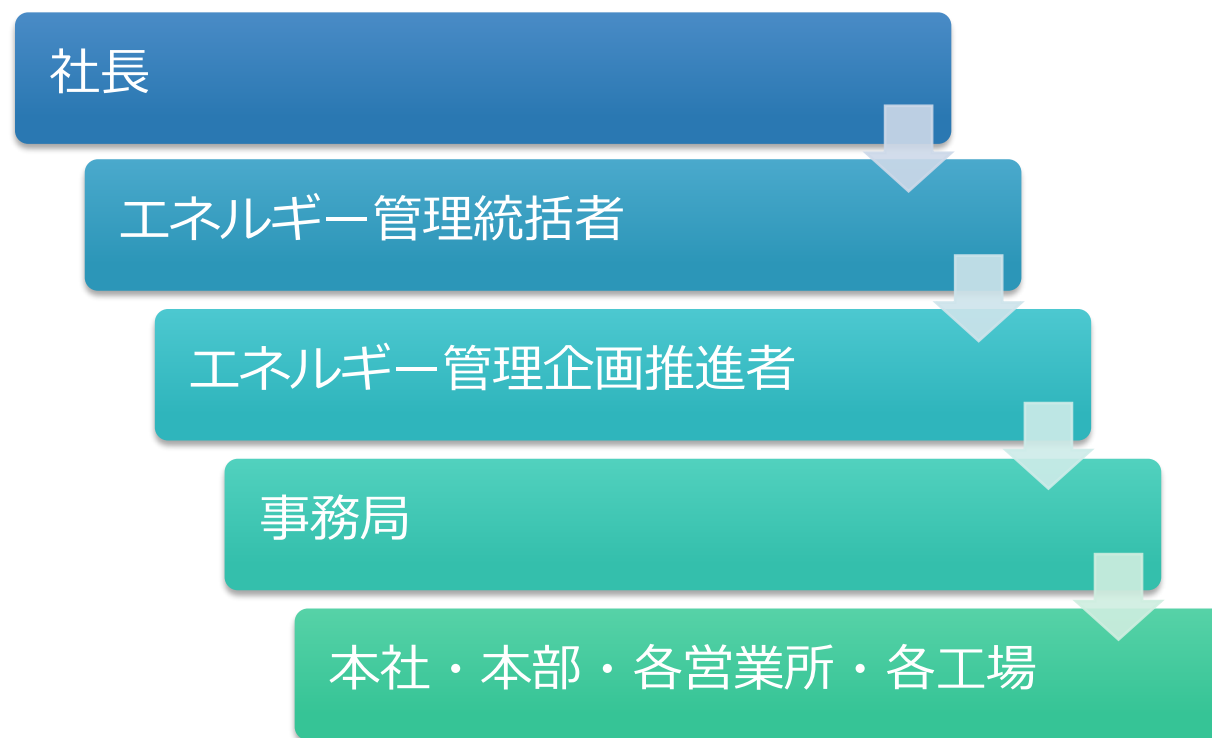 社長
エネルギー管理統括者
エネルギー管理企画推進者
事務局
本社・本部・各営業所・各工場